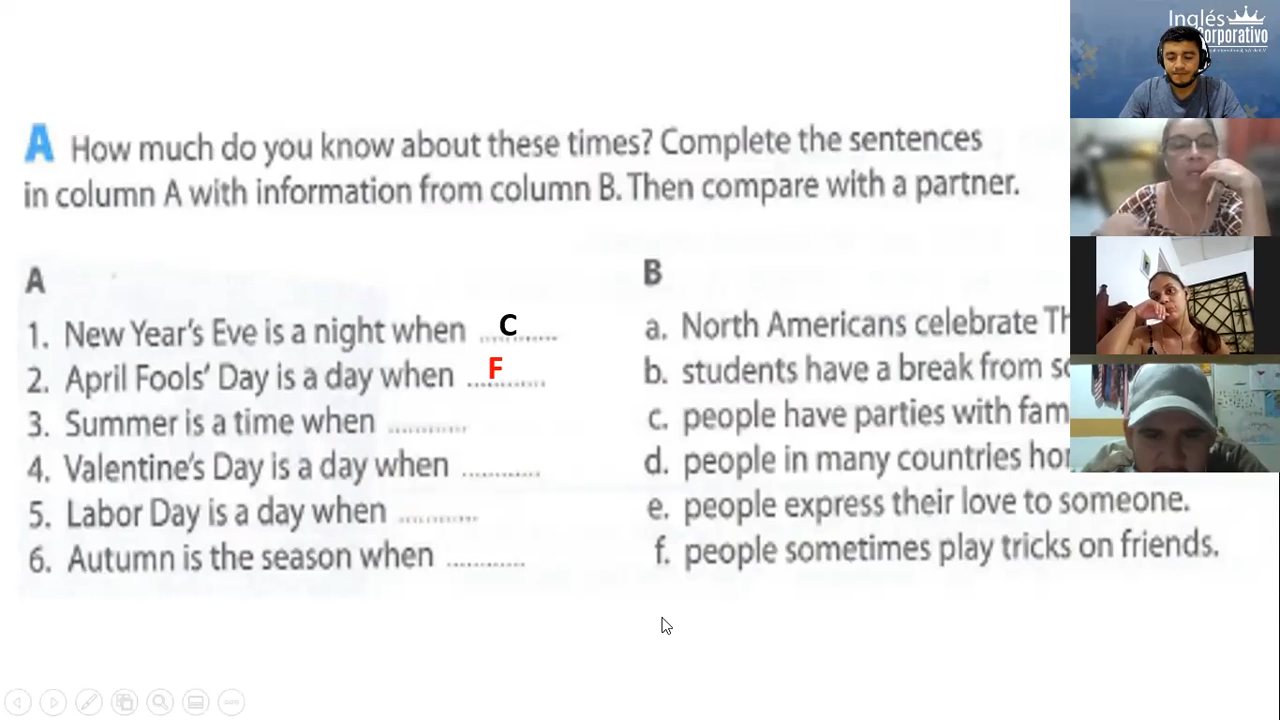 Inglés
Corporativo
A How much do you know about these times? Complete the sentences
in column A with information from column B. Then compare with a partner.
A
1. New Year's Eve is a night when ........... C
2. April Fools' Day is a day when ........... F
3. Summer is a time when ...........
4. Valentine's Day is a day when ...........
5. Labor Day is a day when ...........
6. Autumn is the season when ...........
B
a. North Americans celebrate Th
b. students have a break from
c. people have parties with fam
d. people in many countries
e. people express their love to someone.
f. people sometimes play tricks on friends.